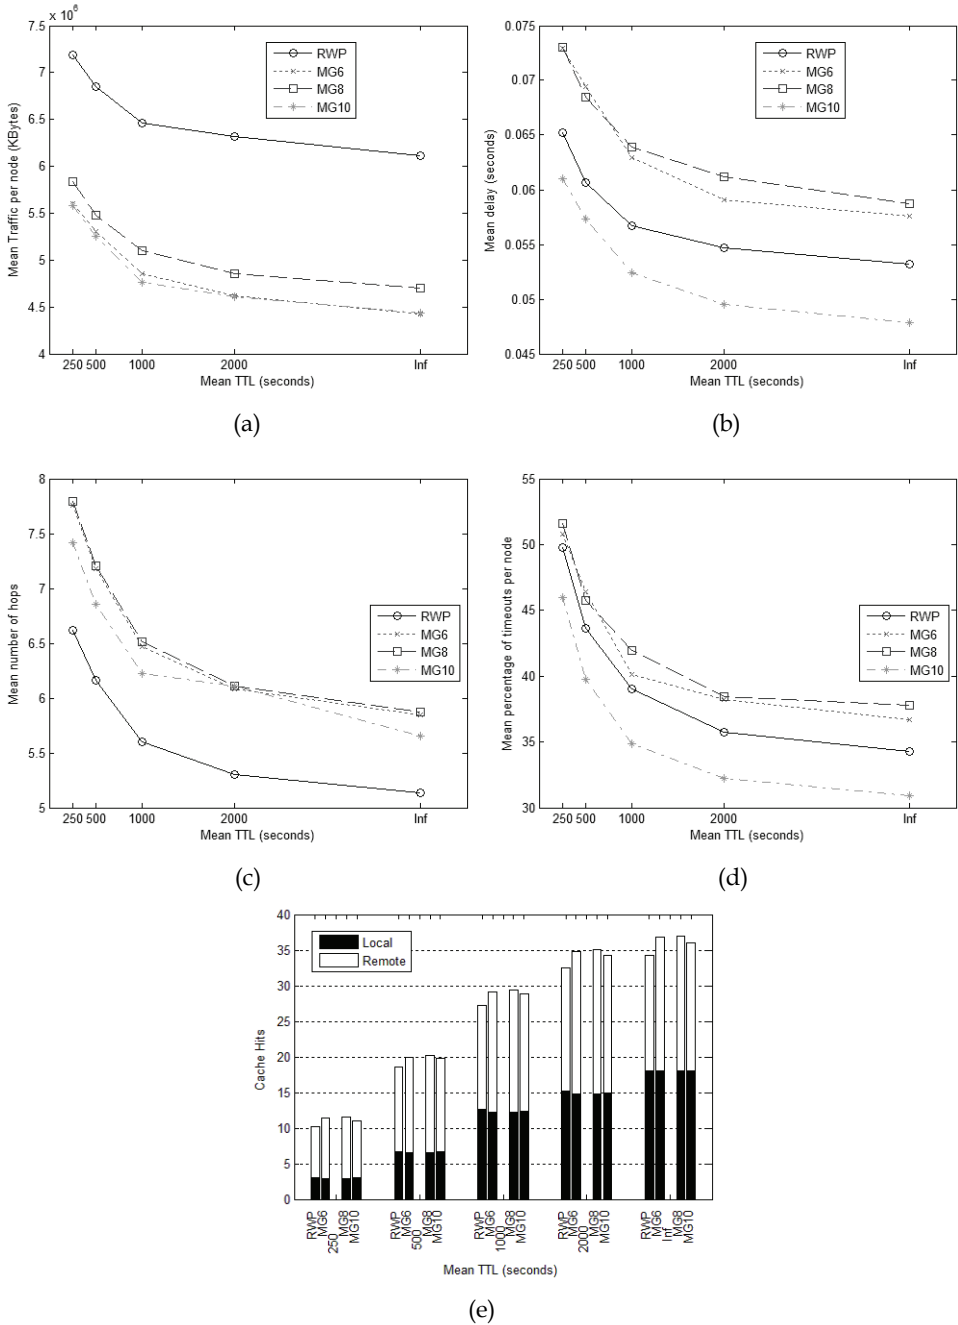 x 10^6
7.5
7
6.5
6
5.5
5
4.5
4
Mean Traffic per node (KBytes)
RWP
MG6
MG8
MG10
250 500 1000 2000 Inf
Mean TTL (seconds)
(a)
0.075
0.07
0.065
0.06
0.055
0.05
0.045
Mean delay (seconds)
RWP
MG6
MG8
MG10
250 500 1000 2000 Inf
Mean TTL (seconds)
(b)
8
7.5
7
6.5
6
5.5
5
Mean number of hops
RWP
MG6
MG8
MG10
250 500 1000 2000 Inf
Mean TTL (seconds)
(c)
55
50
45
40
35
30
Mean percentage of timeouts per node
RWP
MG6
MG8
MG10
250 500 1000 2000 Inf
Mean TTL (seconds)
(d)
40
35
30
25
20
15
10
5
0
Cache Hits
Local
Remote
RWP MG6 250 MG8 MG10 RWP MG6 500 MG8 MG10 RWP MG6 1000 MG8 MG10 RWP MG6 2000 MG8 MG10 RWP MG6 Inf MG8 MG10
Mean TTL (seconds)
(e)